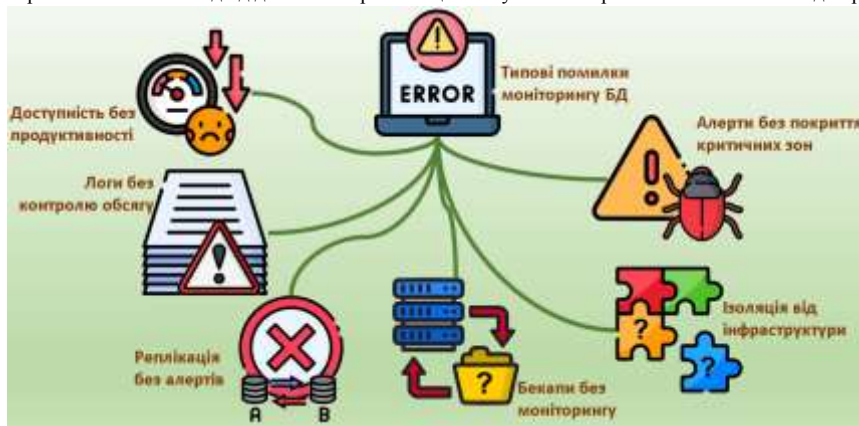 ERROR
Типові помилки
моніторингу БД
Доступність без
продуктивності
Алерти без покриття
критичних зон
Логи без
контролю обсягу
Ізоляція від
інфраструктури
Реплікація
без алертів
A B
Бекапи без
моніторингу